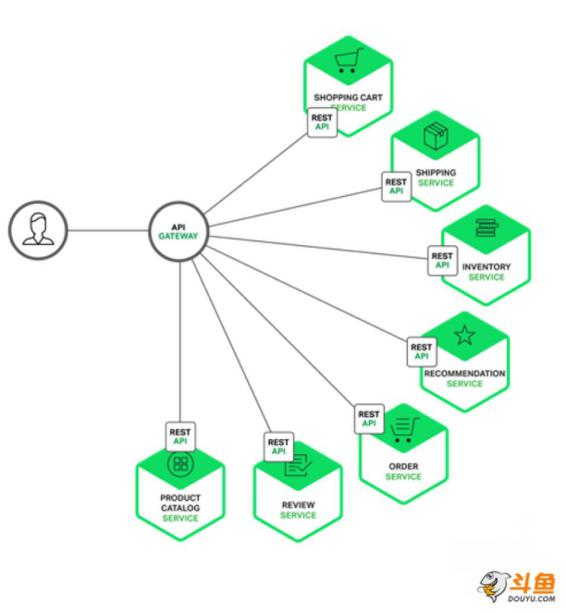 SHOPPING CART
SERVICE
REST
API
SHIPPING
SERVICE
REST
API
API
GATEWAY
INVENTORY
SERVICE
REST
API
RECOMMENDATION
SERVICE
REST
API
REST
API
ORDER
SERVICE
REST
API
REVIEW
SERVICE
REST
API
PRODUCT
CATALOG
SERVICE
斗鱼
DOUYU.COM